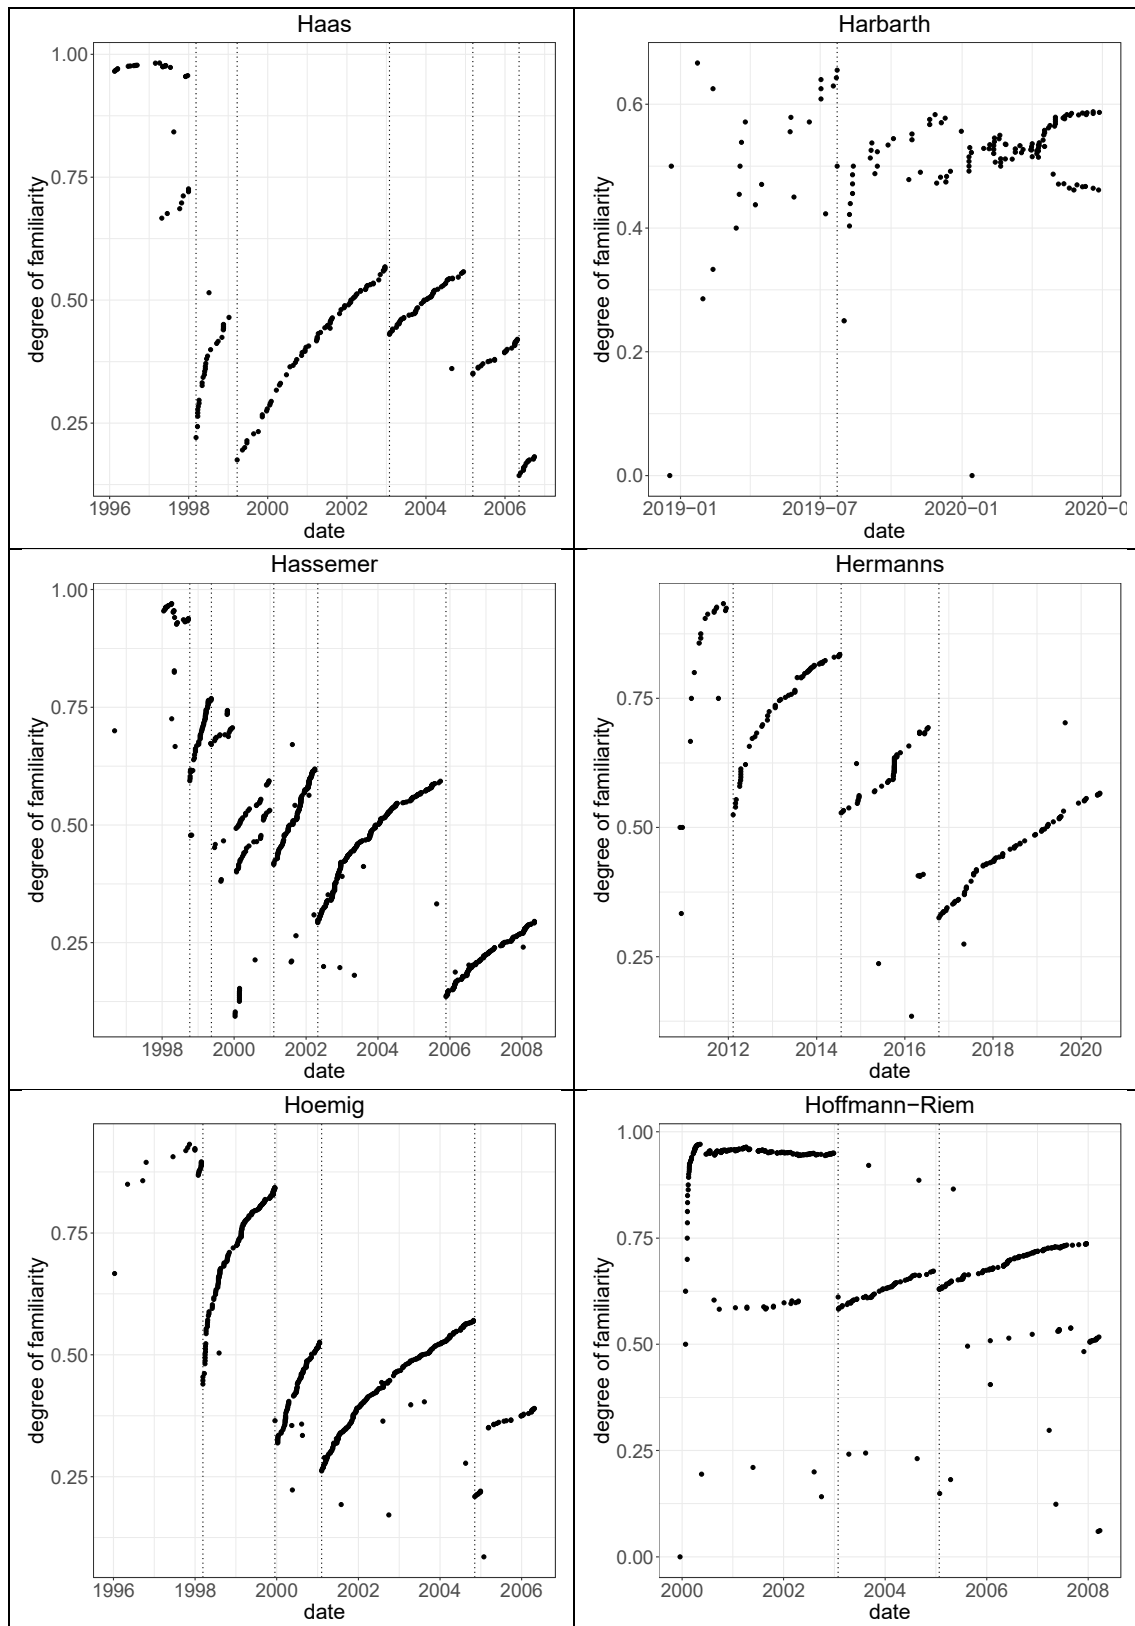 Haas
degree of familiarity
1.00
0.75
0.50
0.25
1996 1998 2000 2002 2004 2006
date
Harbarth
degree of familiarity
0.6
0.4
0.2
0.0
2019−01 2019−07 2020−01 2020−0
date
Hassemer
degree of familiarity
1.00
0.75
0.50
0.25
1998 2000 2002 2004 2006 2008
date
Hermanns
degree of familiarity
0.75
0.50
0.25
2012 2014 2016 2018 2020
date
Hoemig
degree of familiarity
0.75
0.50
0.25
1996 1998 2000 2002 2004 2006
date
Hoffmann−Riem
degree of familiarity
1.00
0.75
0.50
0.25
0.00
2000 2002 2004 2006 2008
date